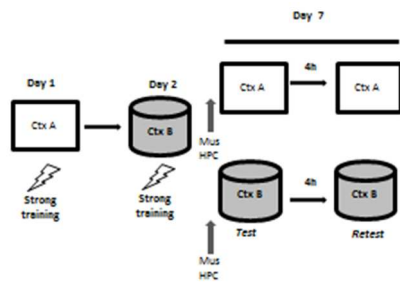 Day 7
Day 1
Day 2
Ctx A
Ctx B
Strong
training
Strong
training
Mus
HPC
Ctx A
4h
Ctx A
Mus
HPC
Ctx B
4h
Ctx B
Test
Retest